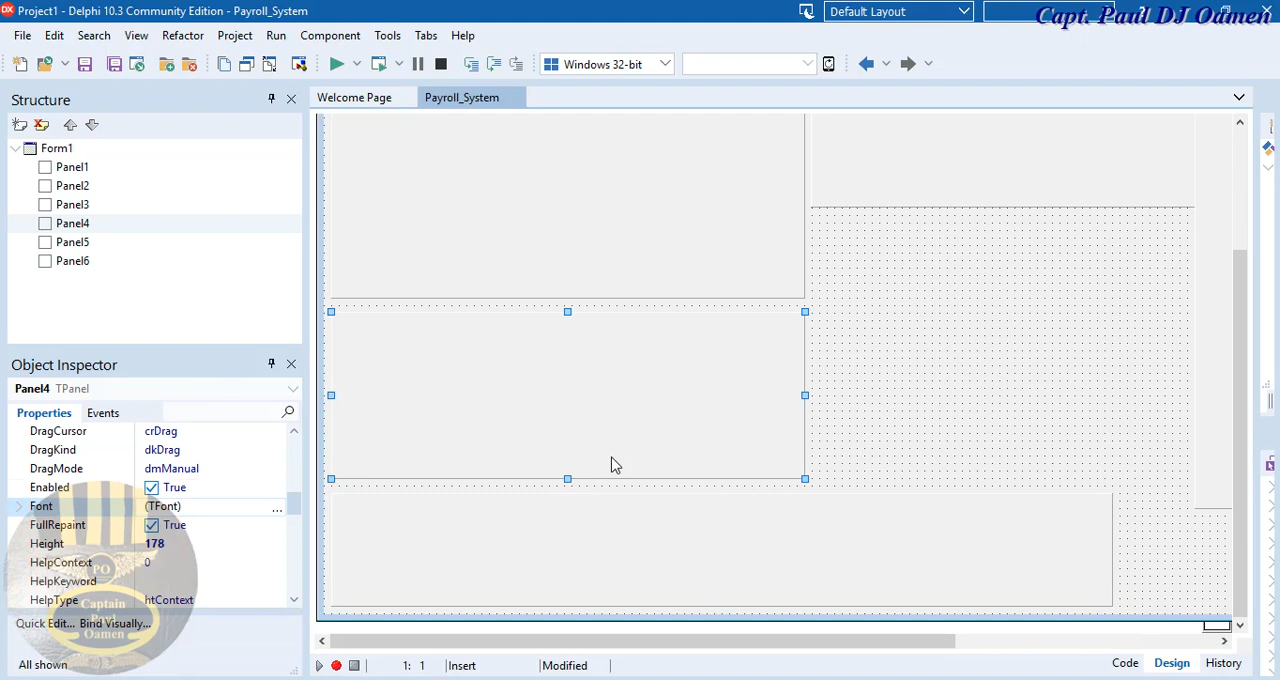 Project1 - Delphi 10.3 Community Edition - Payroll_System
Default Layout
Capt. Paul DJ Oamen
File Edit Search View Refactor Project Run Component Tools Tabs Help
Windows 32-bit
Structure
Welcome Page
Payroll_System
Form1
Panel1
Panel2
Panel3
Panel4
Panel5
Panel6
Object Inspector
Panel4 TPanel
Properties Events
DragCursor crDrag
DragKind dkDrag
DragMode dmManual
Enabled True
Font (TFont) ...
FullRepaint True
Height 178
HelpContext 0
HelpKeyword
HelpType htContext
PO
Captain
Paul
Oamen
Quick Edit... Bind Visually...
All shown
1: 1 Insert Modified
Code Design History